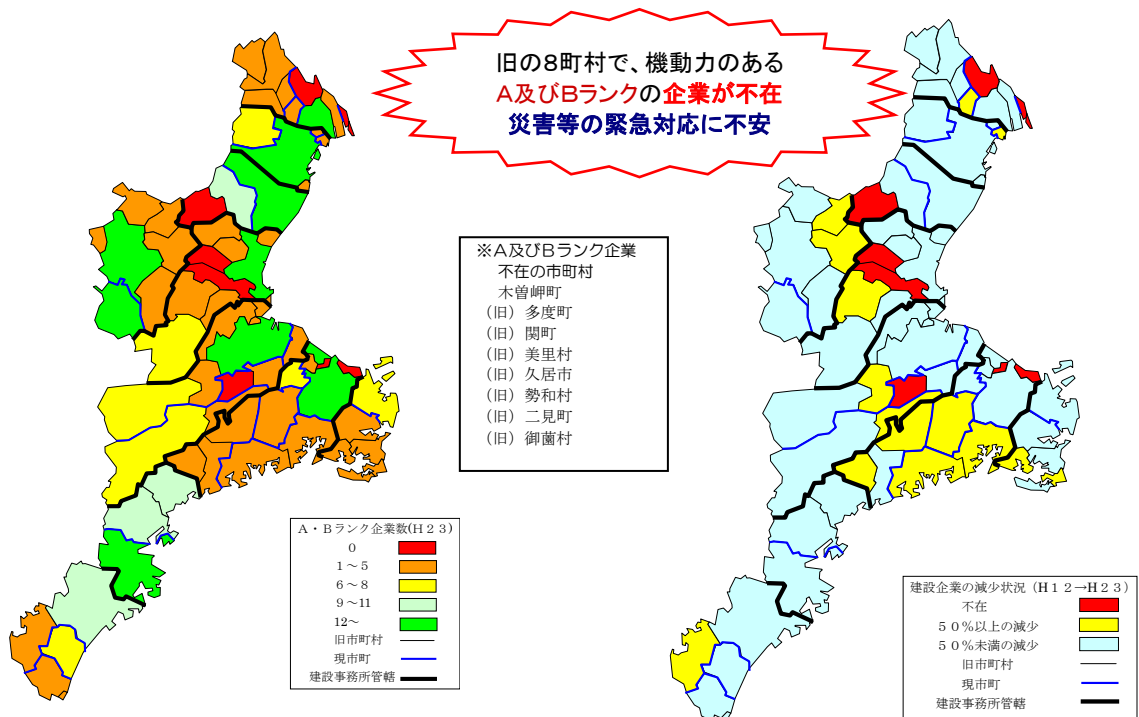 旧の8町村で、機動力のある
A及びBランクの企業が不在
災害等の緊急対応に不安
※A及びBランク企業
不在の市町村
木曽岬町
(旧) 多度町
(旧) 関町
(旧) 美里村
(旧) 久居市
(旧) 勢和村
(旧) 二見町
(旧) 御薗村
A・Bランク企業数(H23)
0
1～5
6～8
9～11
12～
旧市町村
現市町
建設事務所管轄
建設企業の減少状況 (H12→H23)
不在
50%以上の減少
50%未満の減少
旧市町村
現市町
建設事務所管轄